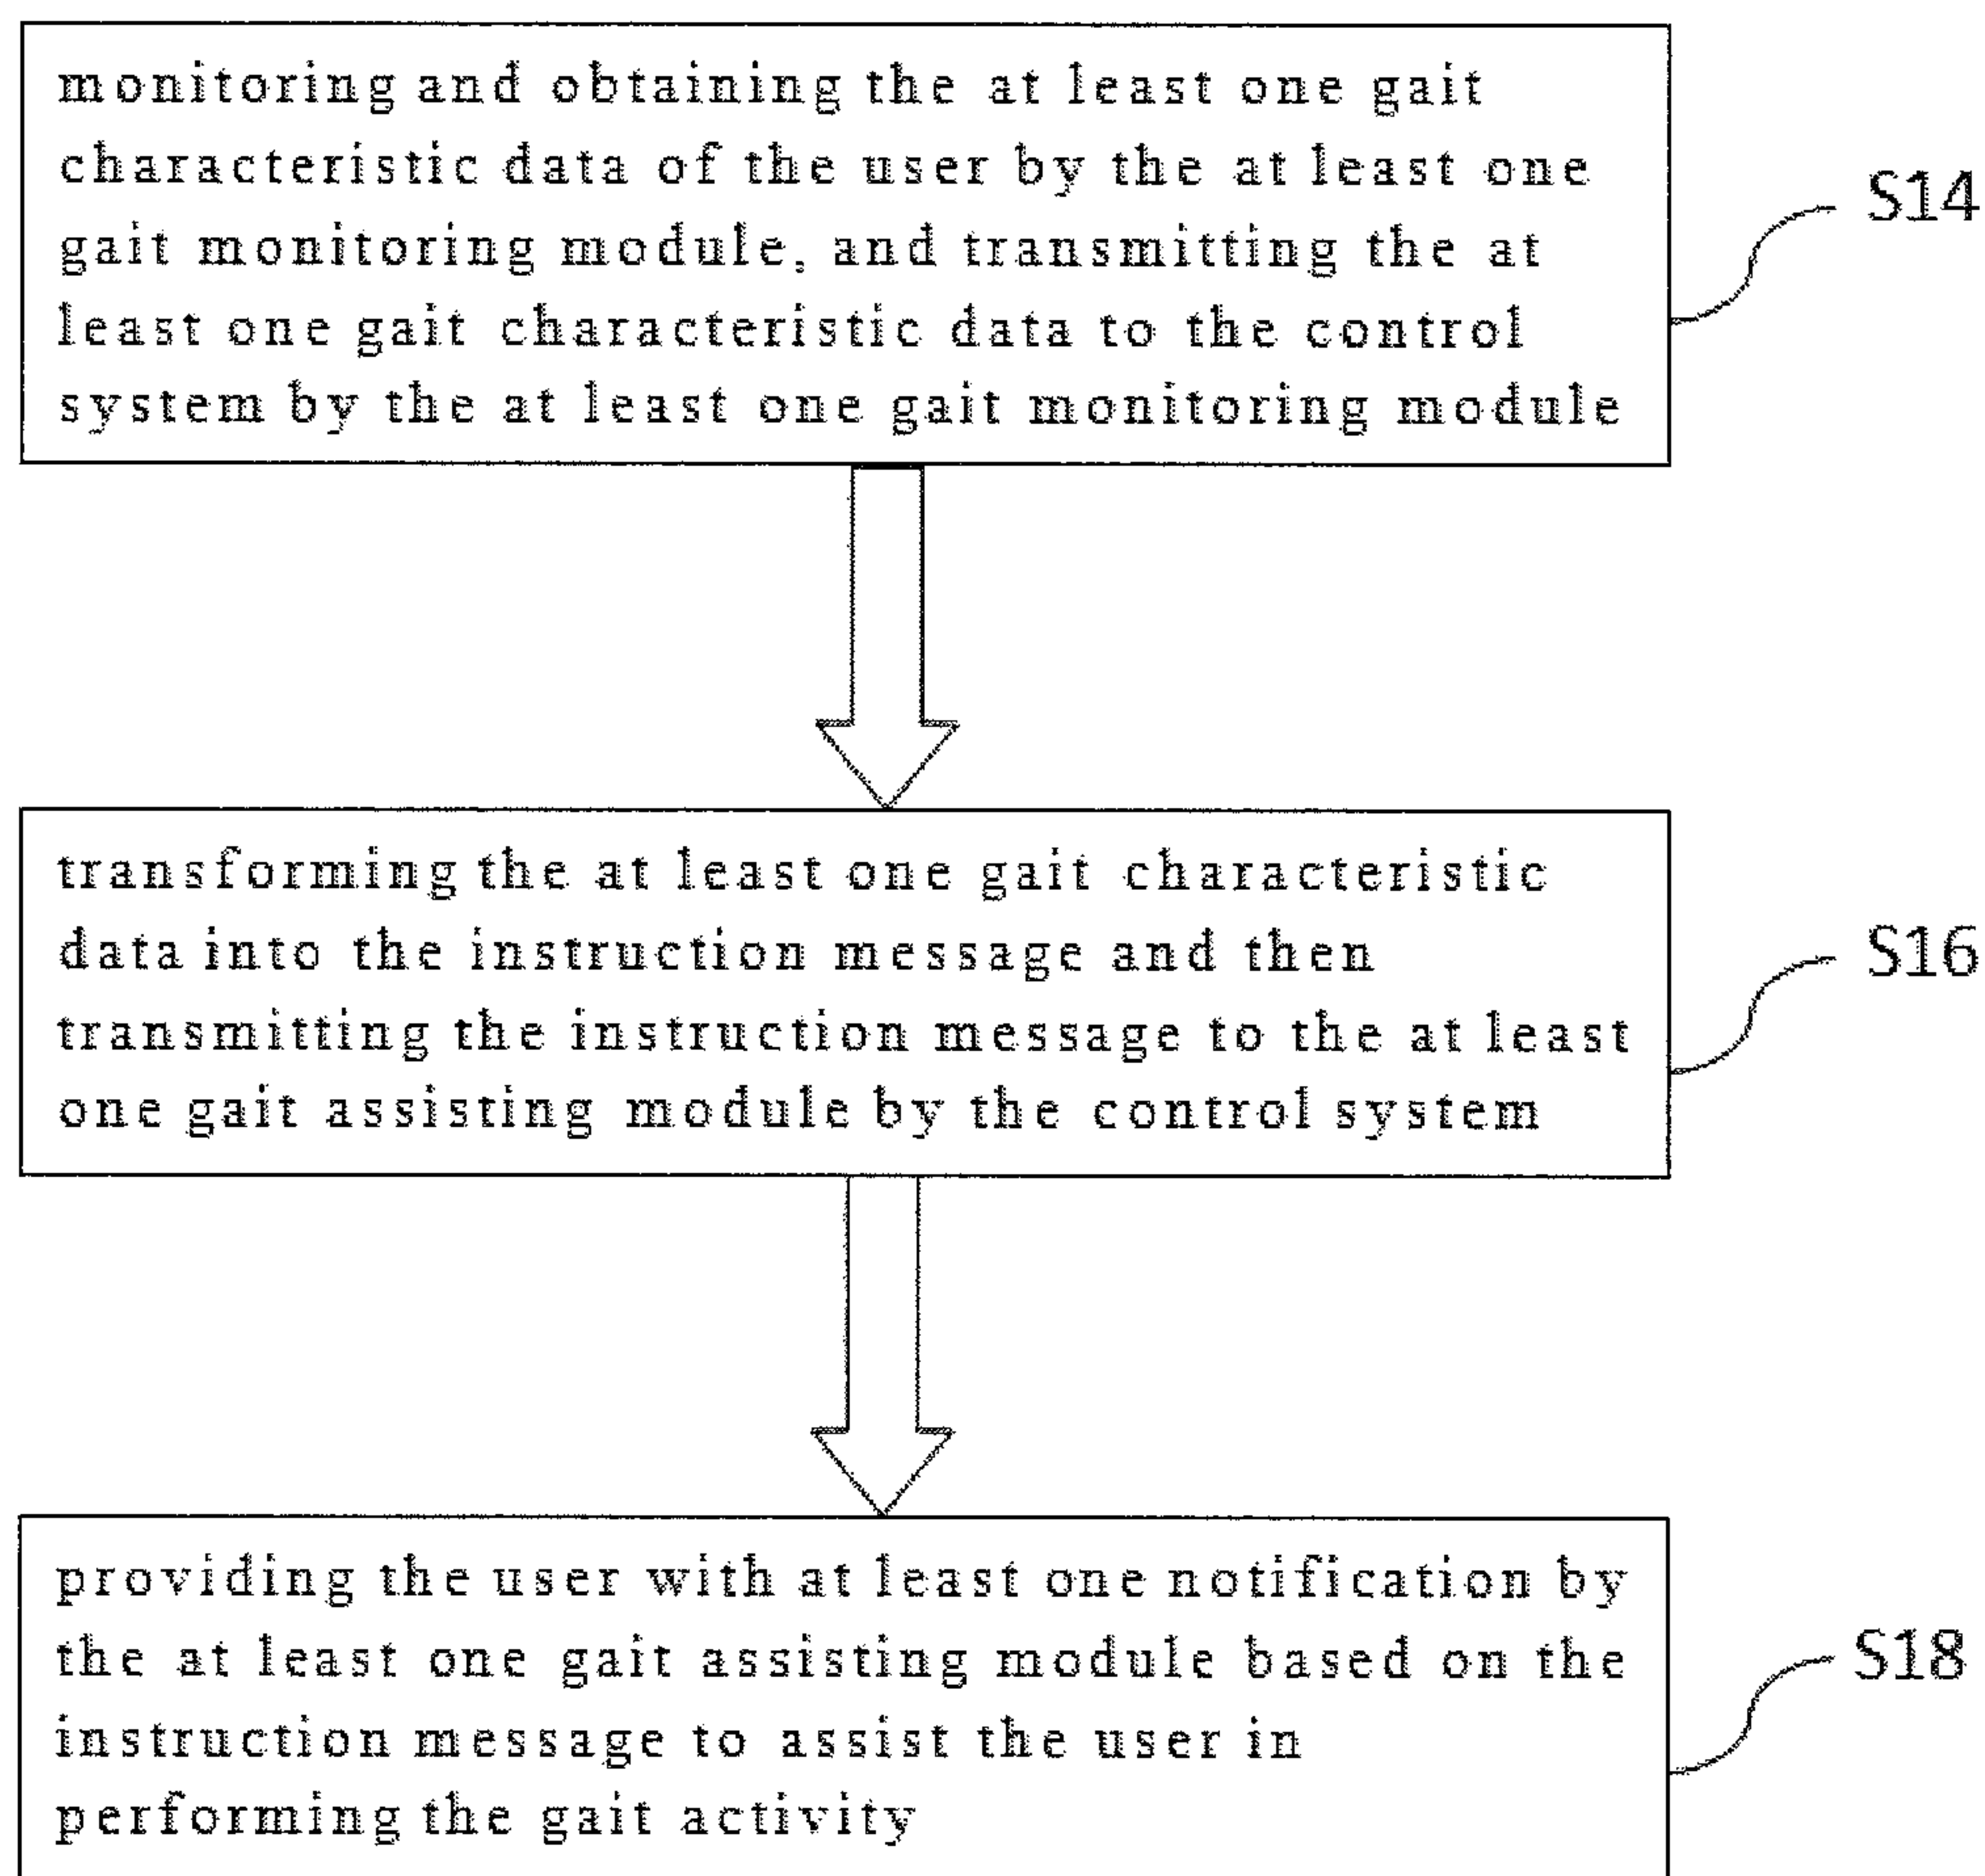 monitoring and obtaining the at least one gait
characteristic data of the user by the at least one
gait monitoring module, and transmitting the at
least one gait characteristic data to the control
system by the at least one gait monitoring module
S14
transforming the at least one gait characteristic
data into the instruction message and then
transmitting the instruction message to the at least
one gait assisting module by the control system
S16
providing the user with at least one notification by
the at least one gait assisting module based on the
instruction message to assist the user in
performing the gait activity
S18